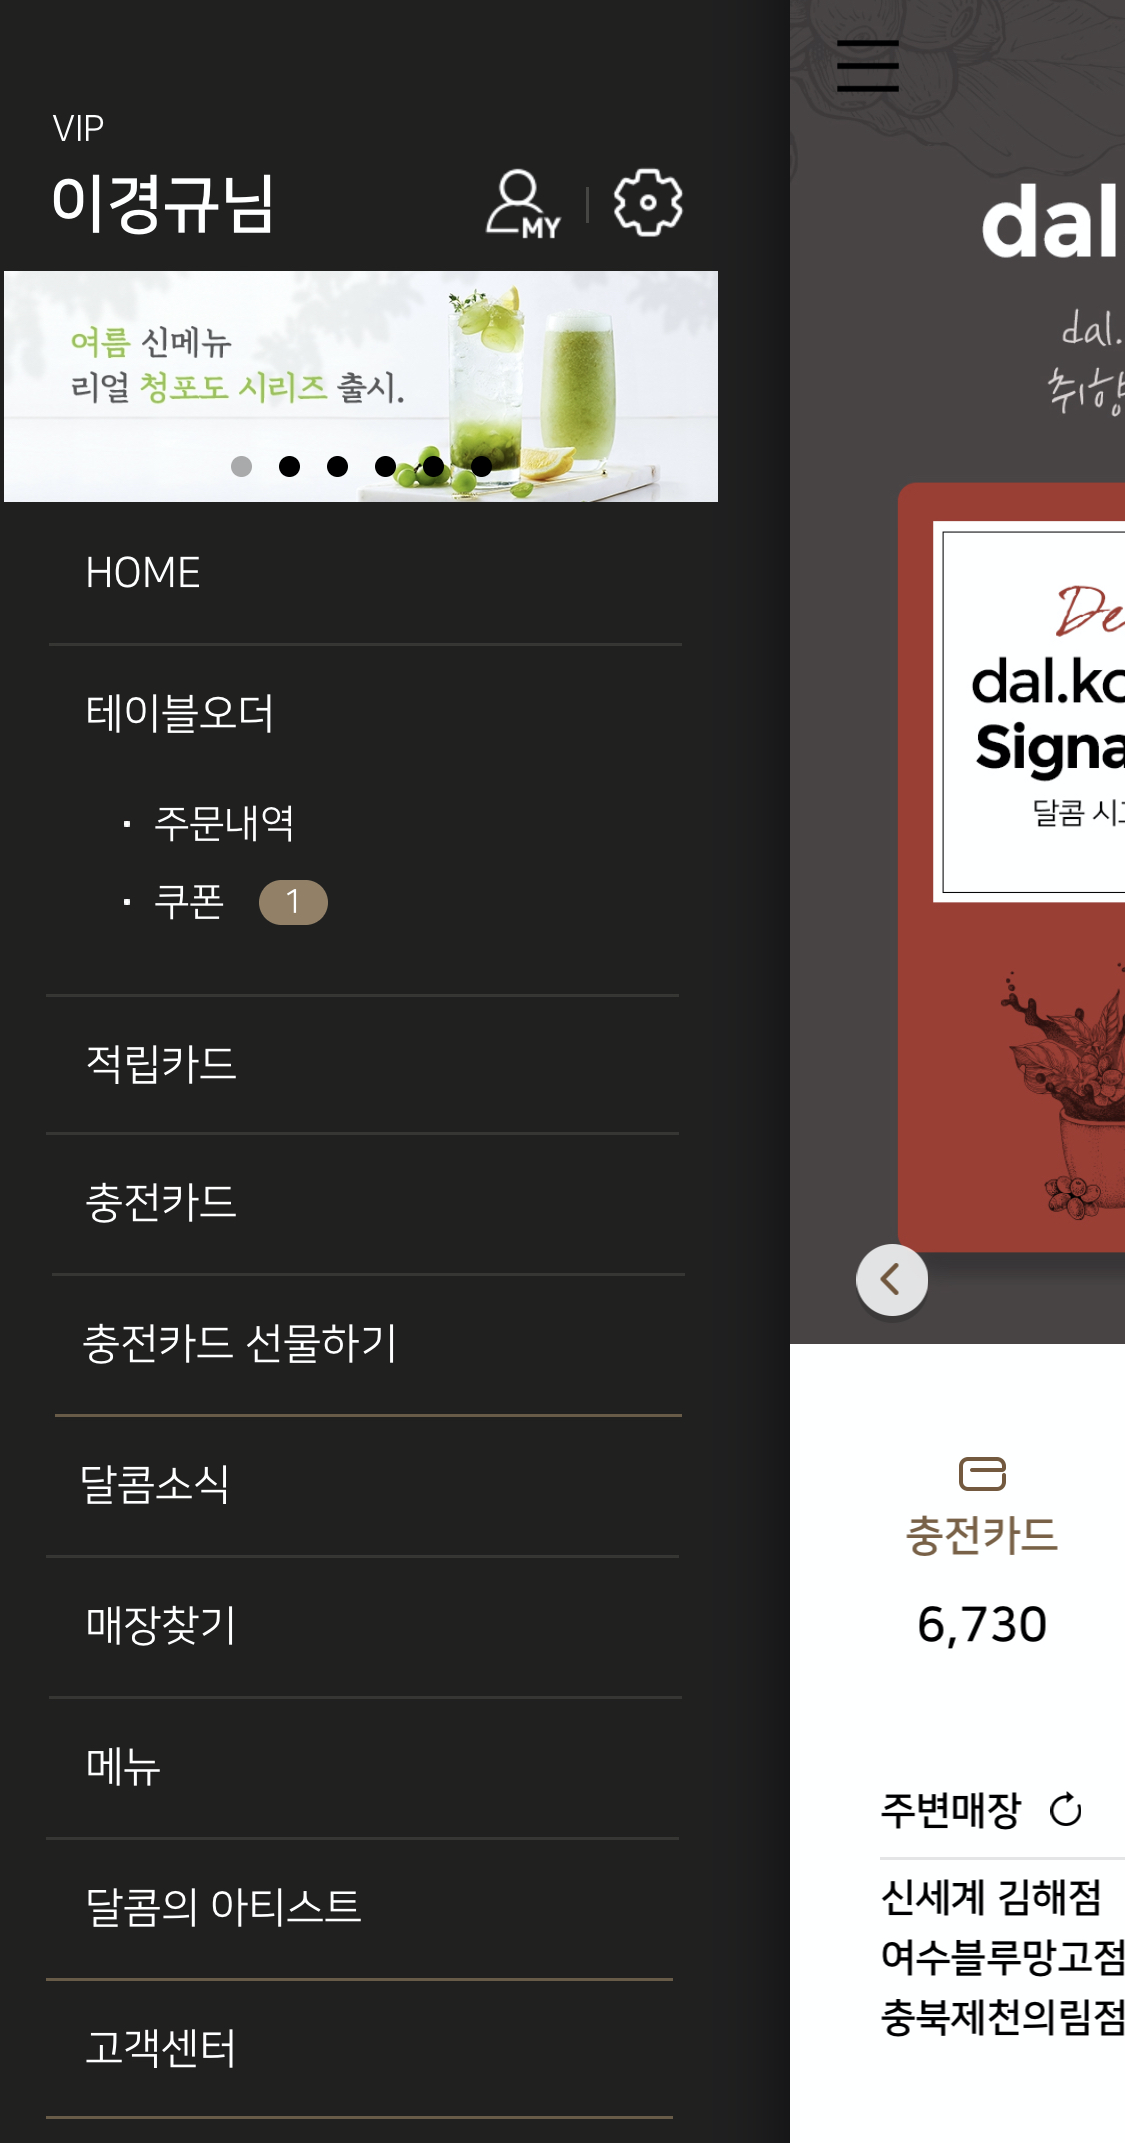 VIP
이경규님
MY
여름 신메뉴
리얼 청포도 시리즈 출시.
HOME
테이블오더
· 주문내역
· 쿠폰 1
적립카드
충전카드
충전카드 선물하기
달콤소식
매장찾기
메뉴
달콤의 아티스트
고객센터
dal
dal.
취향
De
dal.ko
Signa
달콤 시그
충전카드
6,730
주변매장
신세계 김해점
여수블루망고점
충북제천의림점